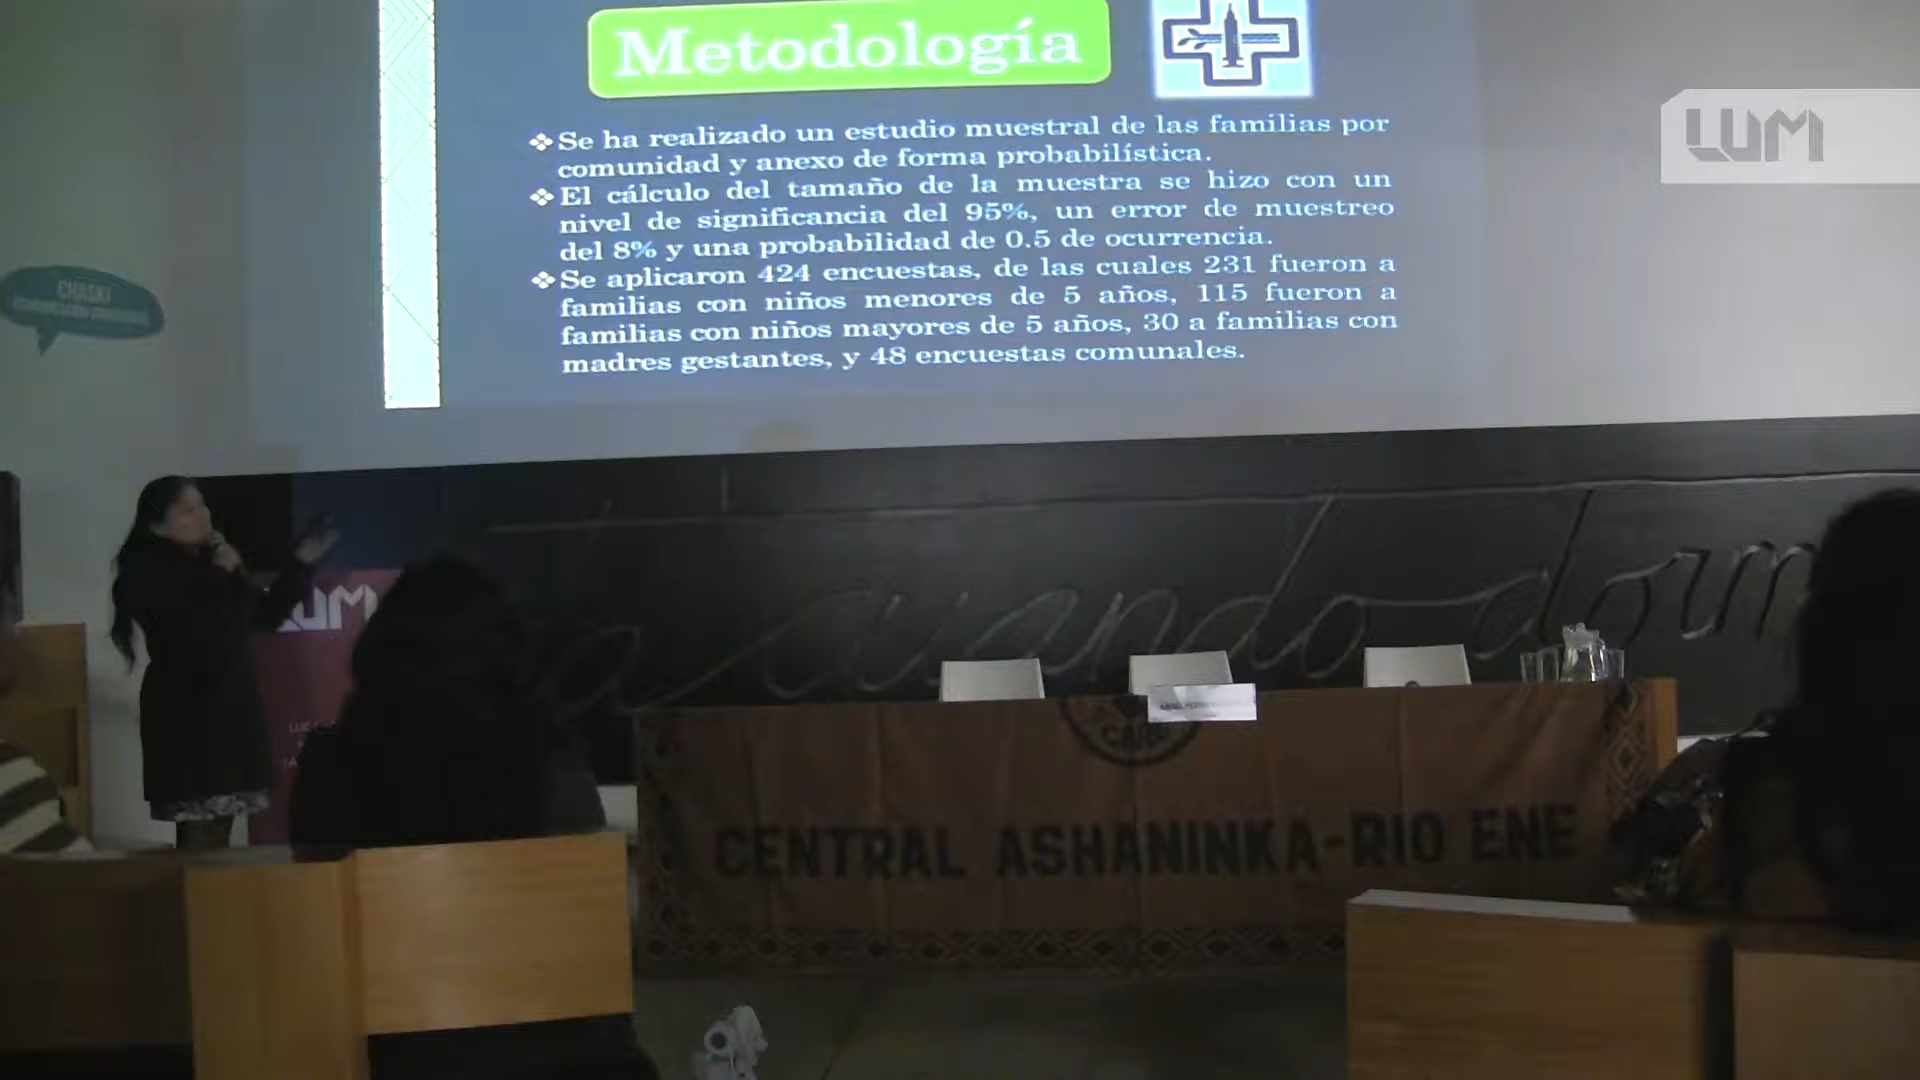 Metodología
LUM
❖Se ha realizado un estudio muestral de las familias por
comunidad y anexo de forma probabilística.
❖El cálculo del tamaño de la muestra se hizo con un
nivel de significancia del 95%, un error de muestreo
del 8% y una probabilidad de 0.5 de ocurrencia.
❖Se aplicaron 424 encuestas, de las cuales 231 fueron a
familias con niños menores de 5 años, 115 fueron a
familias con niños mayores de 5 años, 30 a familias con
madres gestantes, y 48 encuestas comunales.
CHASKI
cuando
LUM
CARE
CENTRAL ASHANINKA-RIO ENE